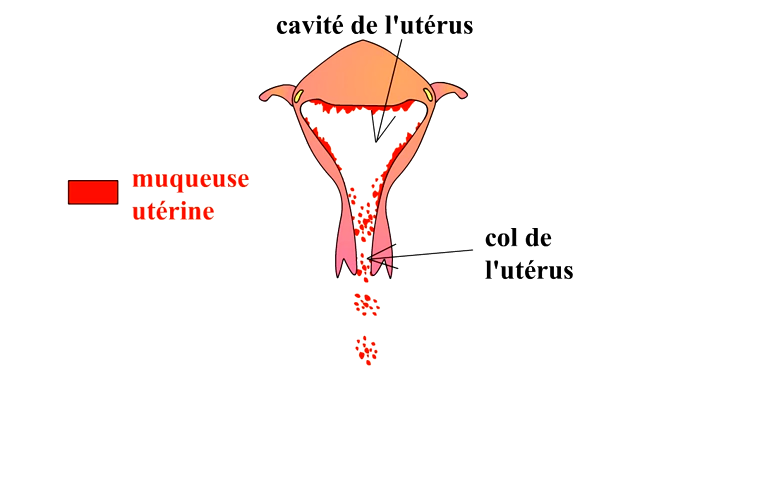 cavité de l'utérus
muqueuse
utérine
col de
l'utérus